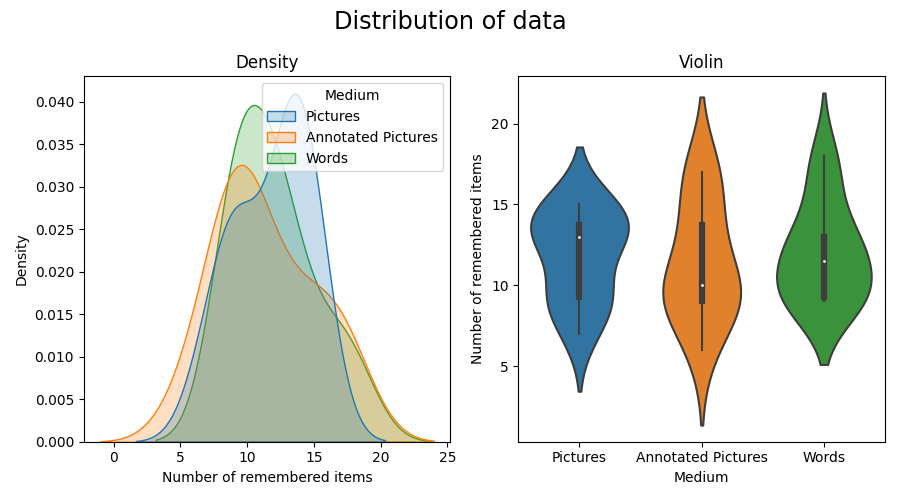 Distribution of data
Density
Medium
Pictures
Annotated Pictures
Words
0.040
0.035
0.030
0.025
0.020
0.015
0.010
0.005
0.000
Density
0
5
10
15
20
25
Number of remembered items
Violin
20
15
10
5
Number of remembered items
Pictures
Annotated Pictures
Words
Medium